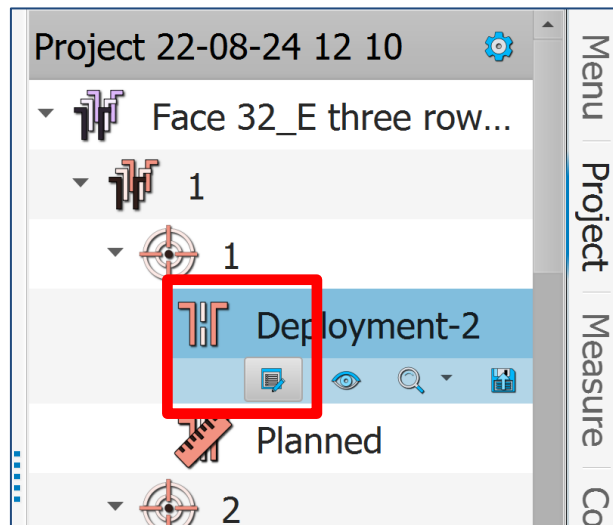 Project 22-08-24 12 10
Face 32_E three row...
1
1
Deployment-2
Planned
2
Menu
Project
Measure
Co